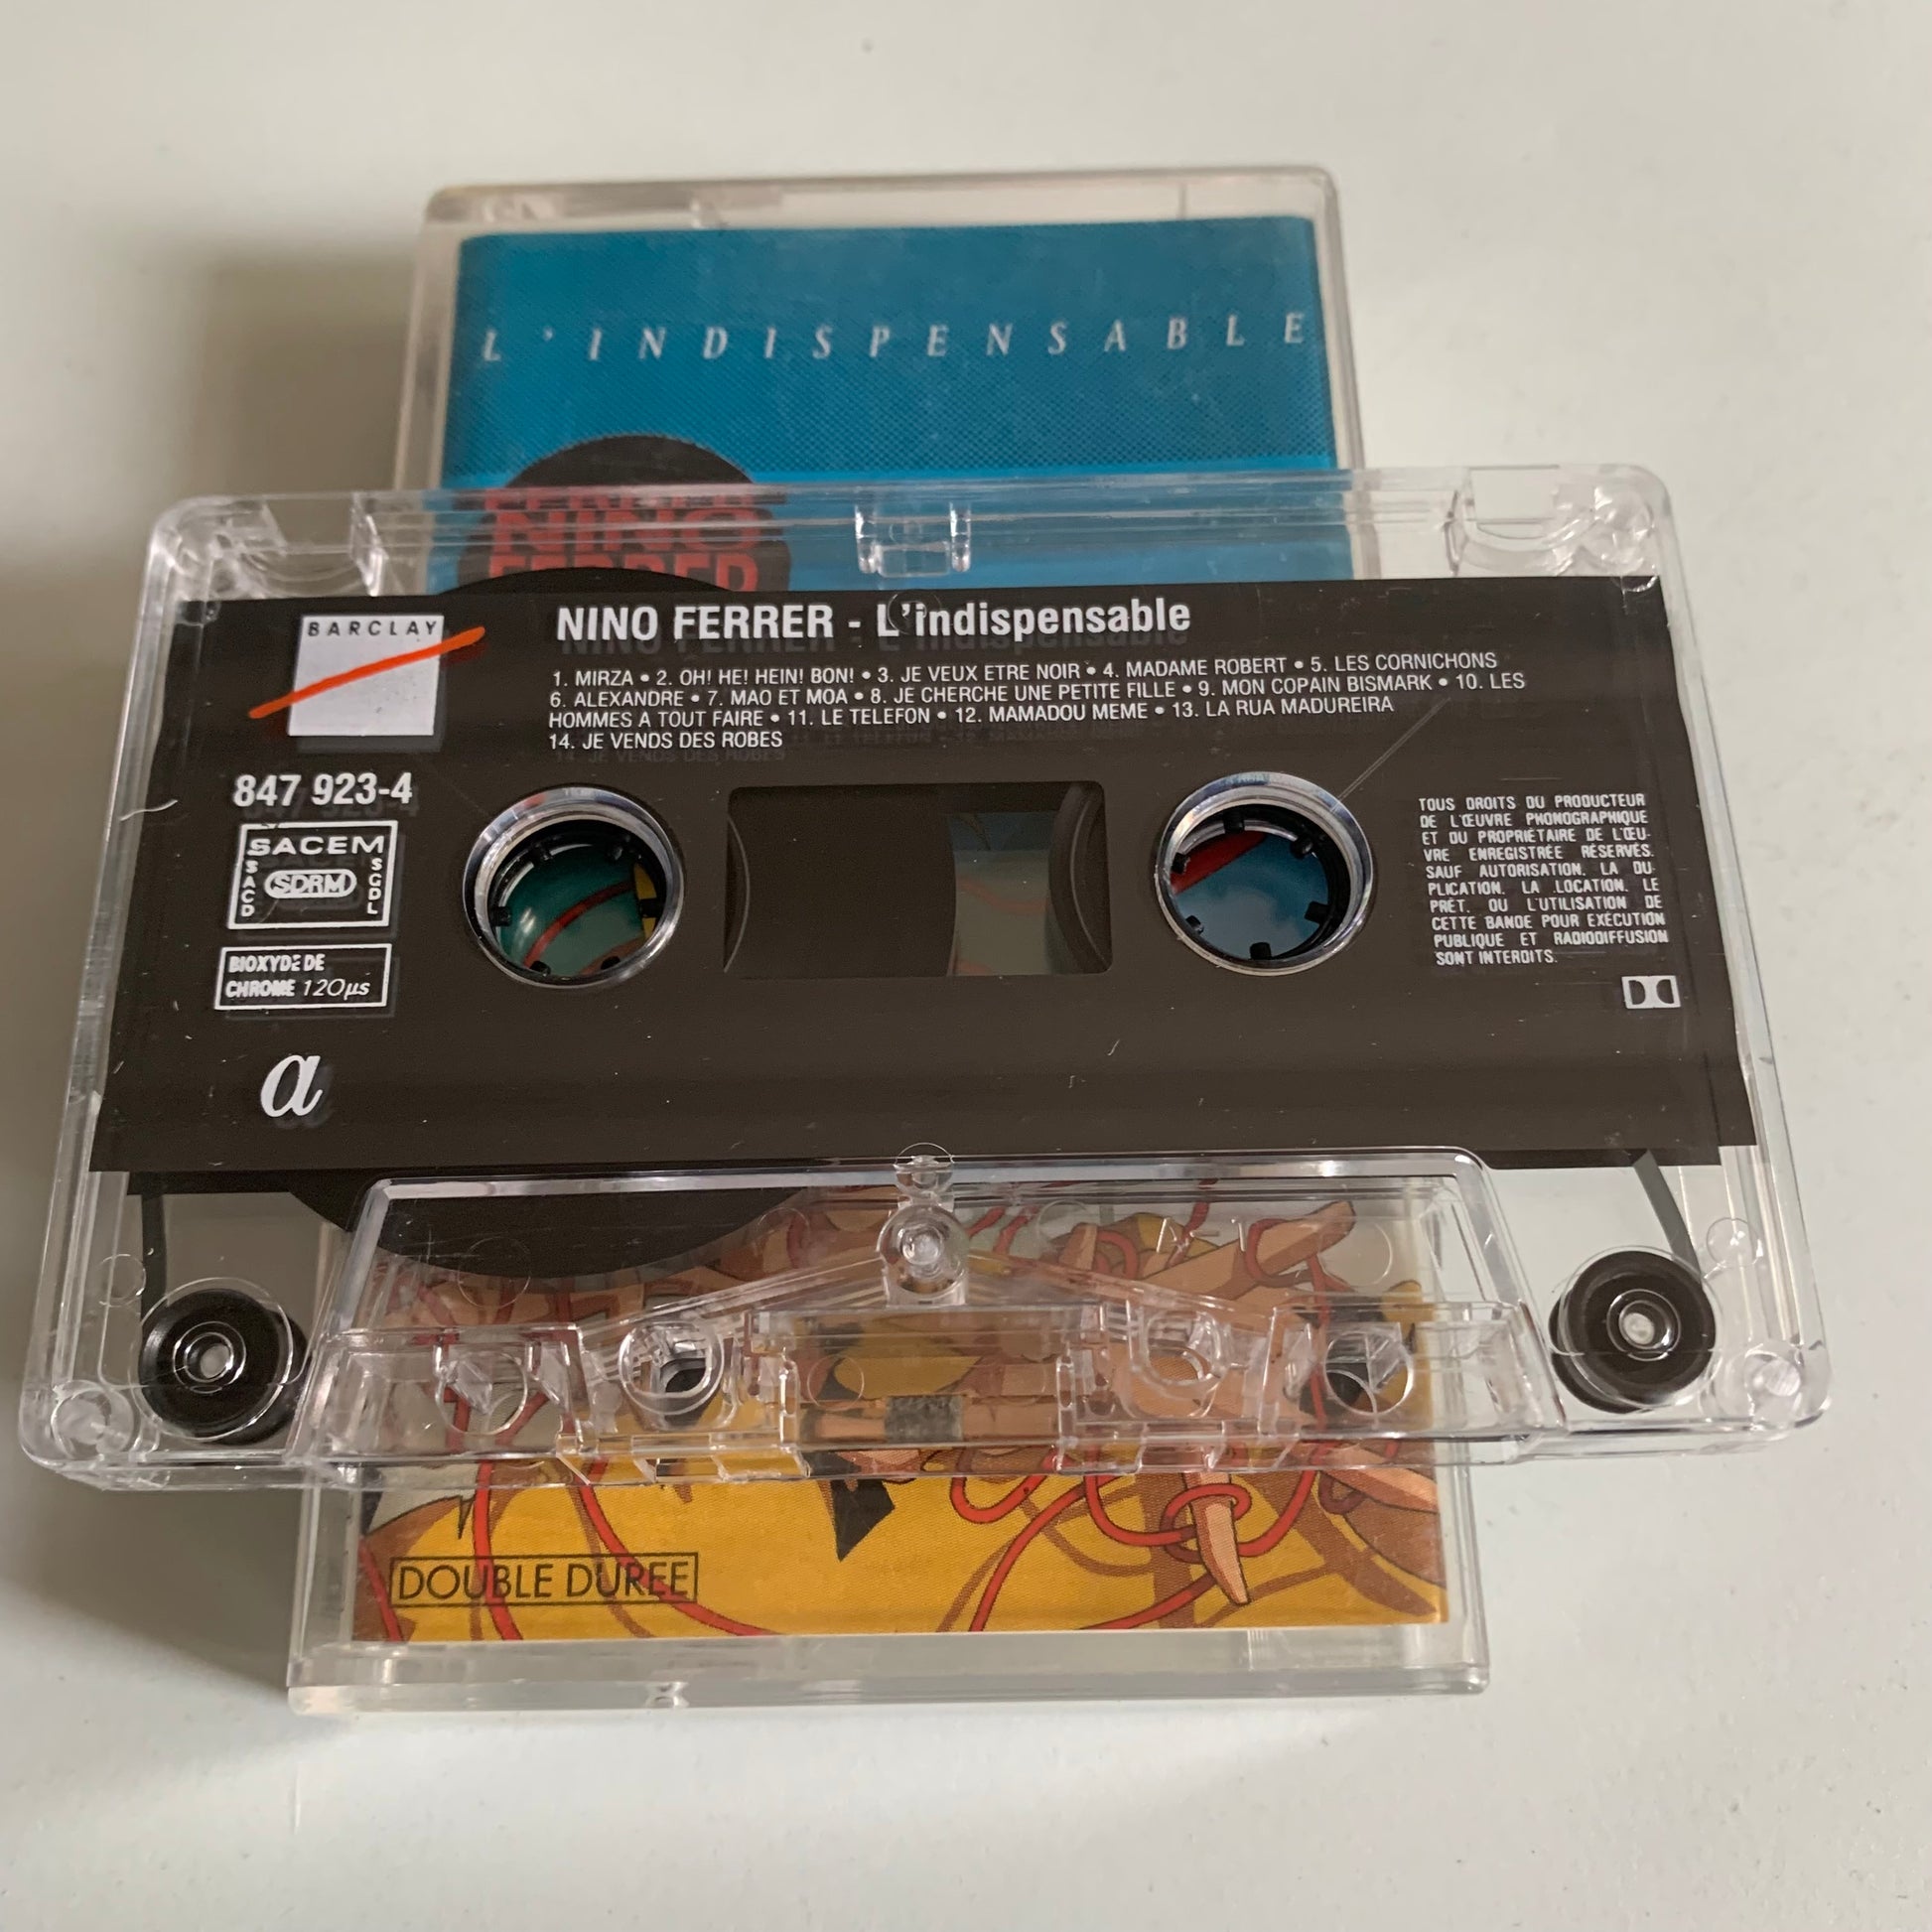 L'INDISPENSABLE
NINO
FERRER
BARCLAY
NINO FERRER - L'indispensable
1. MIRZA • 2. OH! HE! HEIN! BON! • 3. JE VEUX ETRE NOIR • 4. MADAME ROBERT • 5. LES CORNICHONS
6. ALEXANDRE • 7. MAO ET MOA • 8. JE CHERCHE UNE PETITE FILLE • 9. MON COPAIN BISMARK • 10. LES
HOMMES A TOUT FAIRE • 11. LE TELEFON • 12. MAMADOU MEME • 13. LA RUA MADUREIRA
14. JE VENDS DES ROBES
847 923-4
SACEM
SACD
SDRM
SGDL
BIOXYDE DE
CHROME 120µs
a
TOUS DROITS DU PRODUCTEUR
DE L'ŒUVRE PHONOGRAPHIQUE
ET DU PROPRIÉTAIRE DE L'ŒU-
VRE ENREGISTRÉE RÉSERVÉS.
SAUF AUTORISATION, LA DU-
PLICATION, LA LOCATION, LE
PRÊT, OU L'UTILISATION DE
CETTE BANDE POUR EXÉCUTION
PUBLIQUE ET RADIODIFFUSION
SONT INTERDITS.
DOUBLE DUREE